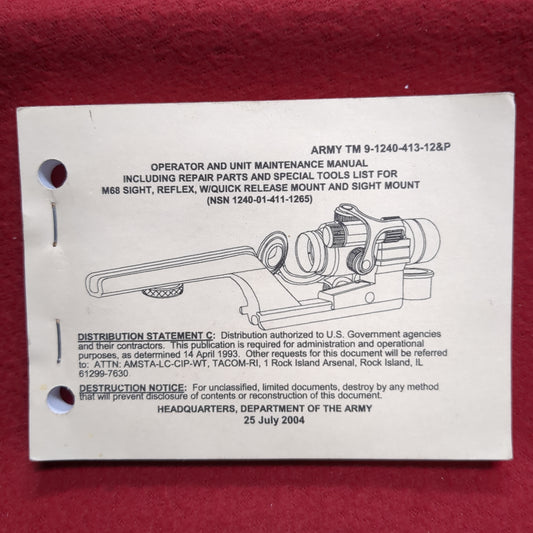 ARMY TM 9-1240-413-12&P
OPERATOR AND UNIT MAINTENANCE MANUAL
INCLUDING REPAIR PARTS AND SPECIAL TOOLS LIST FOR
M68 SIGHT, REFLEX, W/QUICK RELEASE MOUNT AND SIGHT MOUNT
(NSN 1240-01-411-1265)
DISTRIBUTION STATEMENT C: Distribution authorized to U.S. Government agencies
and their contractors. This publication is required for administration and operational
purposes, as determined 14 April 1993. Other requests for this document will be referred
to: ATTN: AMSTA-LC-CIP-WT, TACOM-RI, 1 Rock Island Arsenal, Rock Island, IL
61299-7630.
DESTRUCTION NOTICE: For unclassified, limited documents, destroy by any method
that will prevent disclosure of contents or reconstruction of this document.
HEADQUARTERS, DEPARTMENT OF THE ARMY
25 July 2004